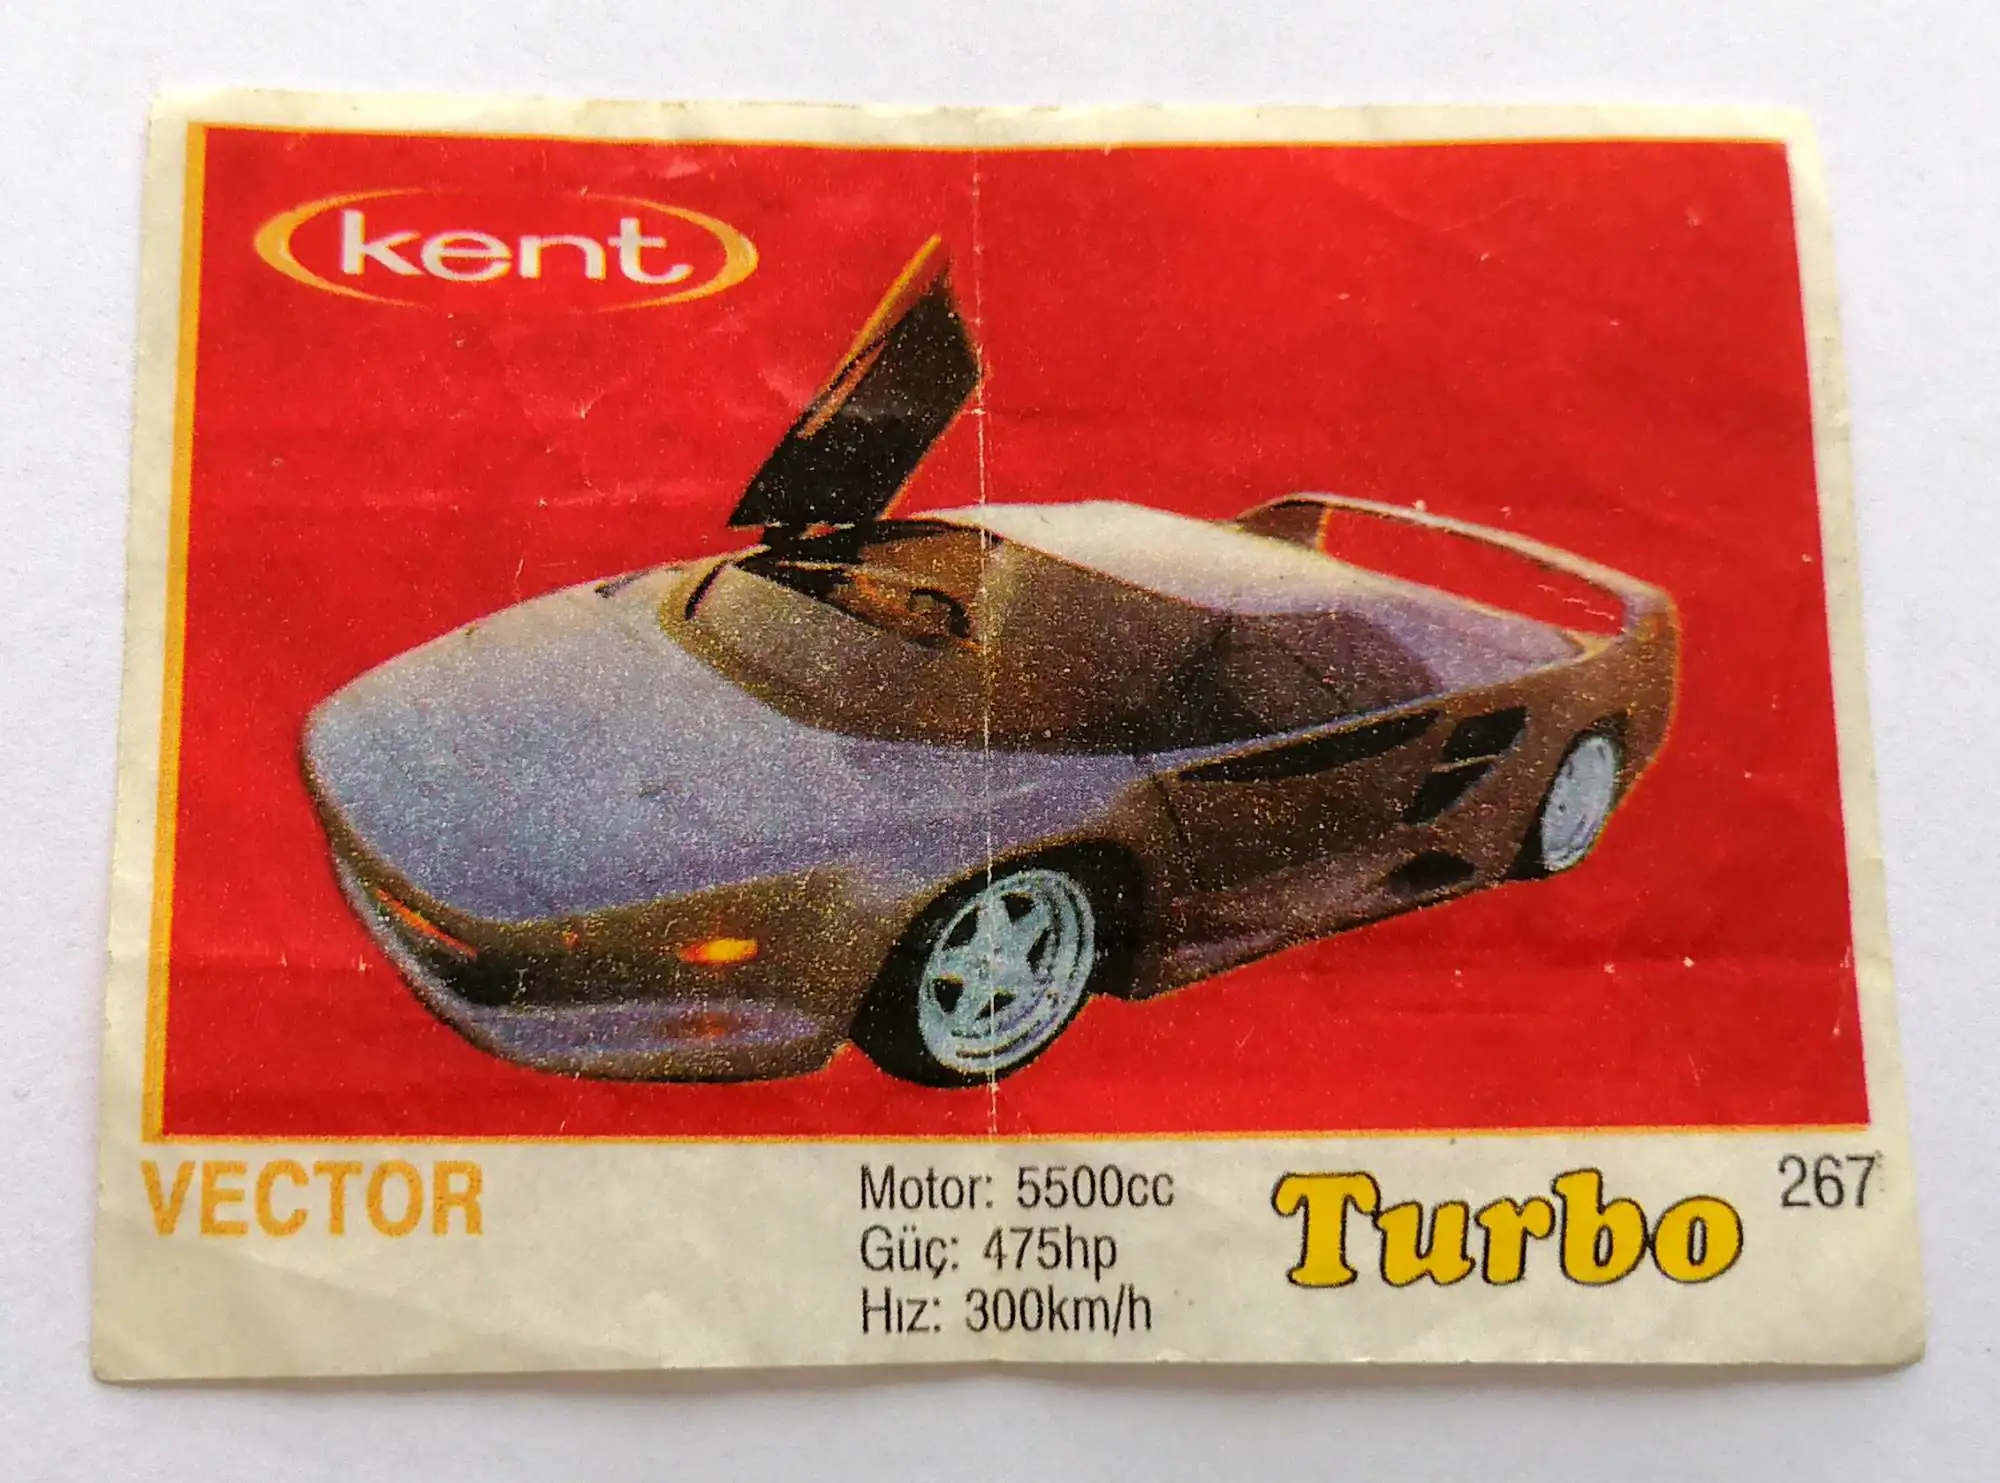 kent
VECTOR
Motor: 5500cc
Güç: 475hp
Hız: 300km/h
Turbo
267